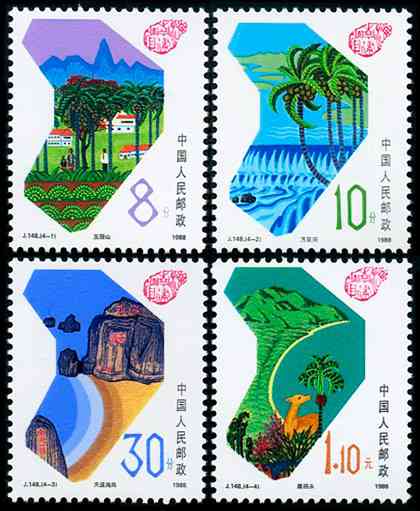 8分
中国人民邮政
J.148.(4-1) 五指山 1988
10分
中国人民邮政
J.148.(4-2) 万泉河 1988
30分
中国人民邮政
J.148.(4-3) 天涯海角 1988
1.10元
中国人民邮政
J.148.(4-4) 鹿回头 1988